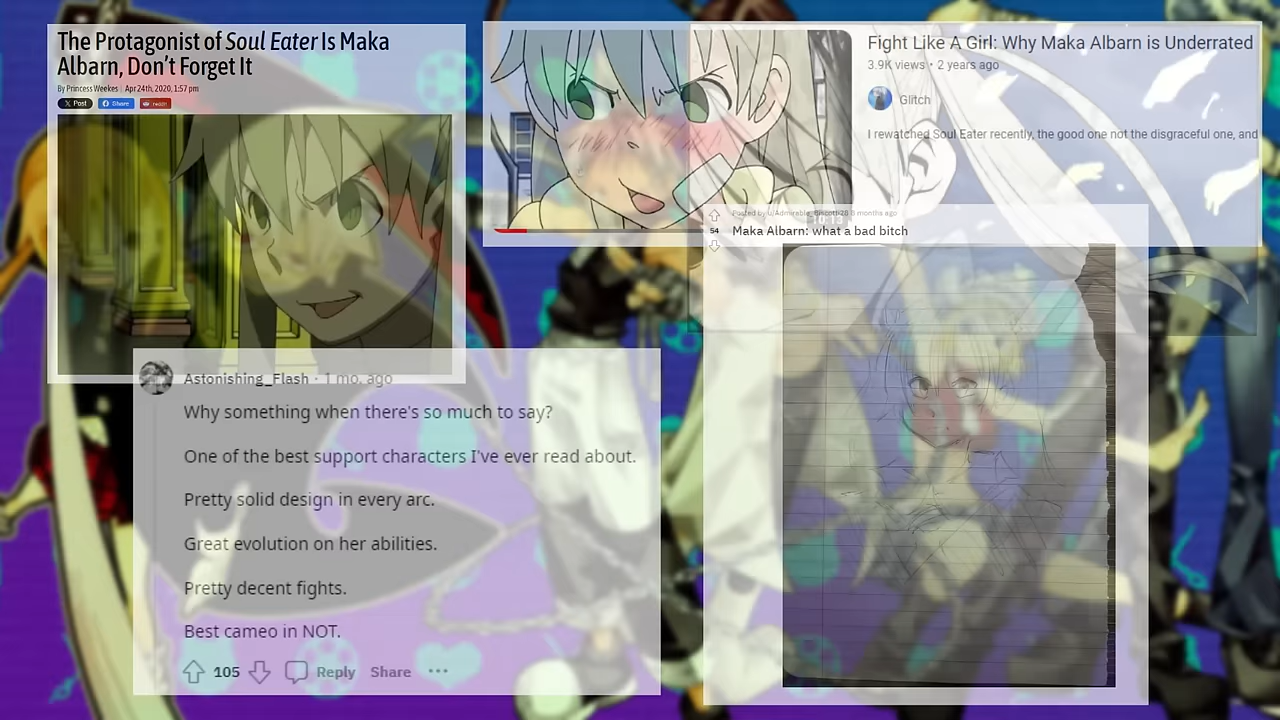 The Protagonist of Soul Eater Is Maka
Albarn, Don't Forget It
By Princess Weekes | Apr 24th, 2020, 1:57 pm
X Post
Share
reddit
Fight Like A Girl: Why Maka Albarn is Underrated
3.9K views • 2 years ago
Glitch
I rewatched Soul Eater recently, the good one not the disgraceful one, and
months ago
54
Maka Albarn: what a bad bitch
Astonishing_Flash · 1 mo. ago
Why something when there's so much to say?
One of the best support characters I've ever read about.
Pretty solid design in every arc.
Great evolution on her abilities.
Pretty decent fights.
Best cameo in NOT.
105
Reply
Share